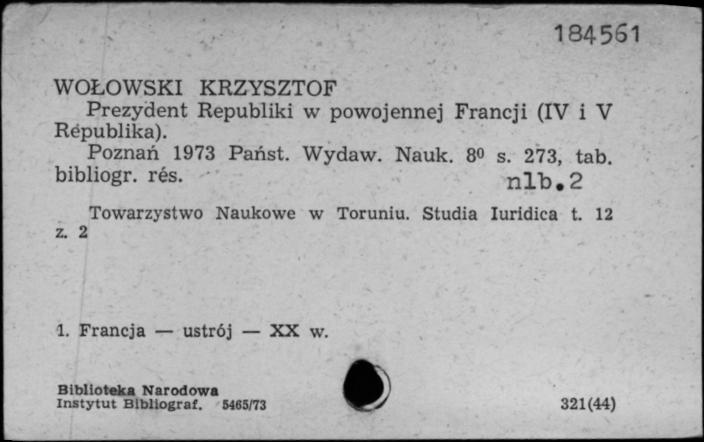 184561
WOŁOWSKI KRZYSZTOF
Prezydent Republiki w powojennej Francji (IV i V
Republika).
Poznań 1973 Państ. Wydaw. Nauk. 8⁰ s. 273, tab.
bibliogr. rés. nlb.2
Towarzystwo Naukowe w Toruniu. Studia Iuridica t. 12
z. 2
1. Francja — ustrój — XX w.
Biblioteka Narodowa
Instytut Bibliograf. 5465/73 321(44)